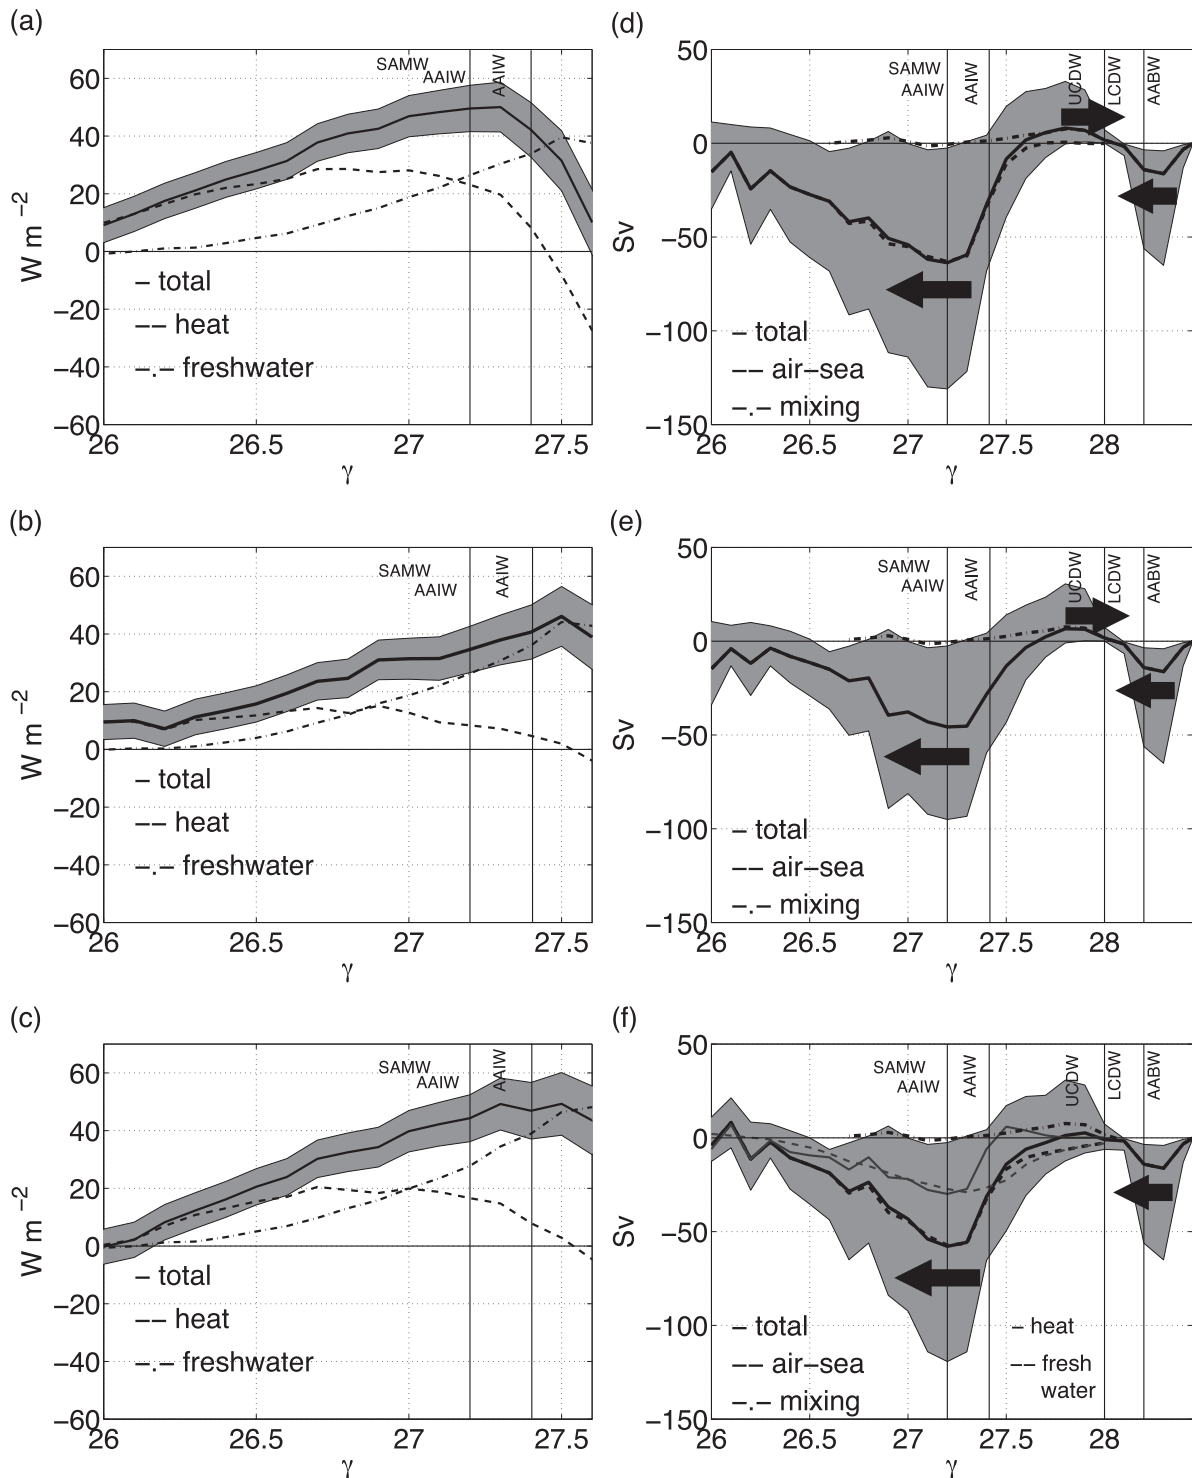 (a)
60
40
20
0
−20
−40
−60
W m −2
SAMW
AAIW
AAIW
– total
–– heat
–.– freshwater
26
26.5
27
27.5
γ
(d)
50
0
−50
−100
−150
Sv
SAMW
AAIW
AAIW
UCDW
LCDW
AABW
– total
–– air–sea
–.– mixing
26
26.5
27
27.5
28
γ
(b)
60
40
20
0
−20
−40
−60
W m −2
SAMW
AAIW
AAIW
– total
–– heat
–.– freshwater
26
26.5
27
27.5
γ
(e)
50
0
−50
−100
−150
Sv
SAMW
AAIW
AAIW
UCDW
LCDW
AABW
– total
–– air–sea
–.– mixing
26
26.5
27
27.5
28
γ
(c)
60
40
20
0
−20
−40
−60
W m −2
SAMW
AAIW
AAIW
– total
–– heat
–.– freshwater
26
26.5
27
27.5
γ
(f)
50
0
−50
−100
−150
Sv
SAMW
AAIW
AAIW
UCDW
LCDW
AABW
– total
–– air–sea
–.– mixing
– heat
–– fresh
water
26
26.5
27
27.5
28
γ